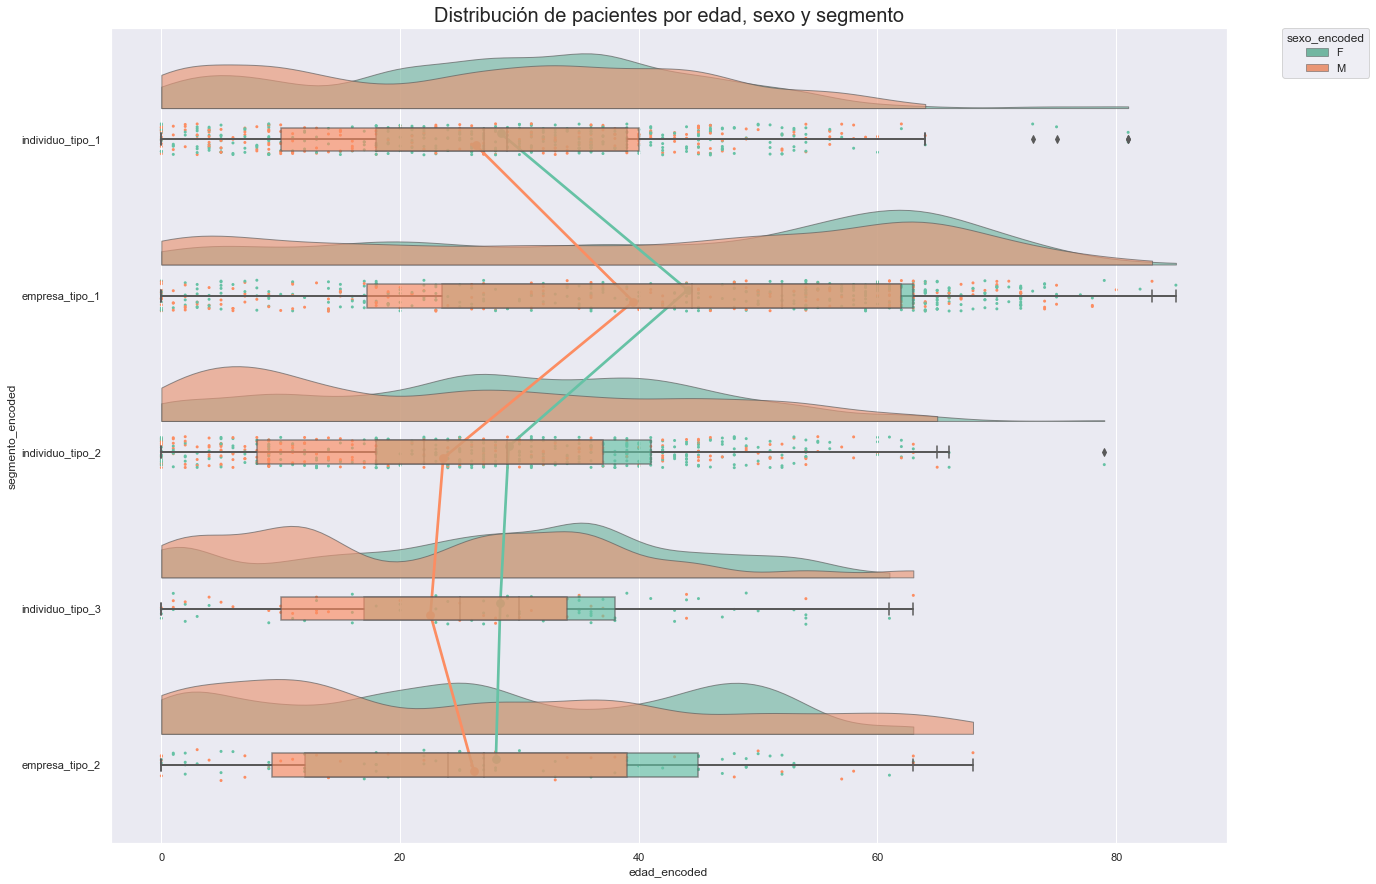 Distribución de pacientes por edad, sexo y segmento
sexo_encoded
F
M
individuo_tipo_1
empresa_tipo_1
individuo_tipo_2
individuo_tipo_3
empresa_tipo_2
segmento_encoded
0 20 40 60 80
edad_encoded